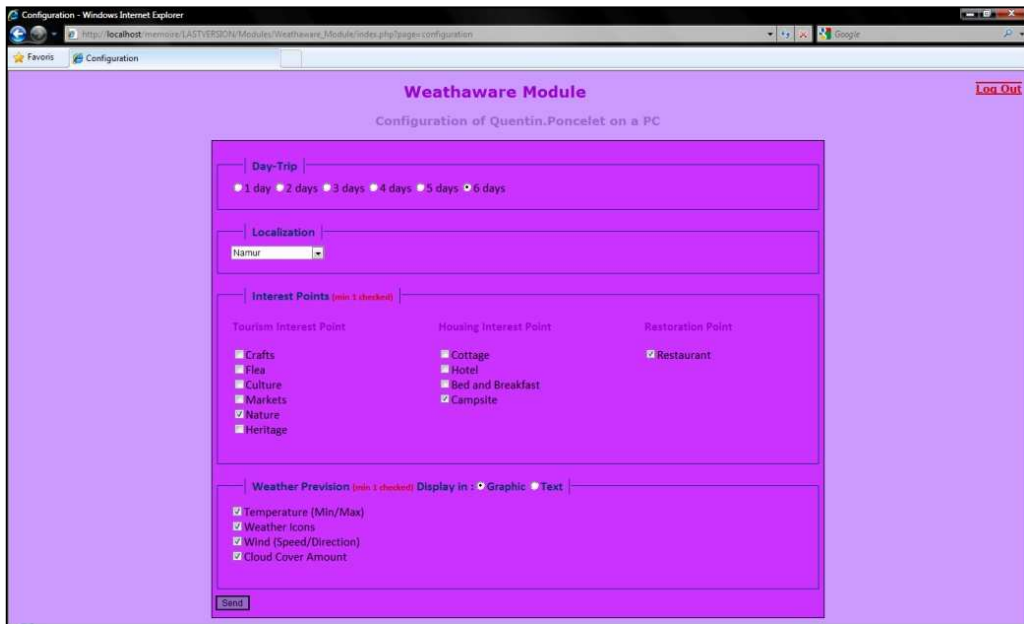 Configuration - Windows Internet Explorer
http://localhost/memoire/LASTVERSION/Modules/Weathaware_Module/index.php?page=configuration
Google
Favoris
Configuration
Log Out
Weathaware Module
Configuration of Quentin.Poncelet on a PC
Day-Trip
1 day 2 days 3 days 4 days 5 days 6 days
Localization
Namur
Interest Points (min 1 checked)
Tourism Interest Point Housing Interest Point Restoration Point
Crafts Cottage Restaurant
Flea Hotel
Culture Bed and Breakfast
Markets Campsite
Nature
Heritage
Weather Prevision (min 1 checked) Display in : Graphic Text
Temperature (Min/Max)
Weather Icons
Wind (Speed/Direction)
Cloud Cover Amount
Send